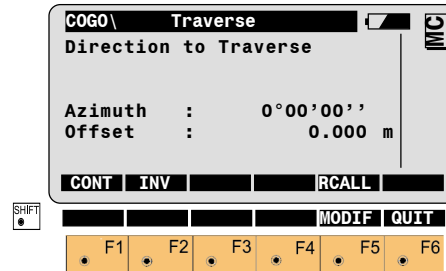 COGO\ Traverse
MC
Direction to Traverse
Azimuth : 0°00'00''
Offset : 0.000 m
CONT INV RCALL
SHIFT
MODIF QUIT
F1 F2 F3 F4 F5 F6